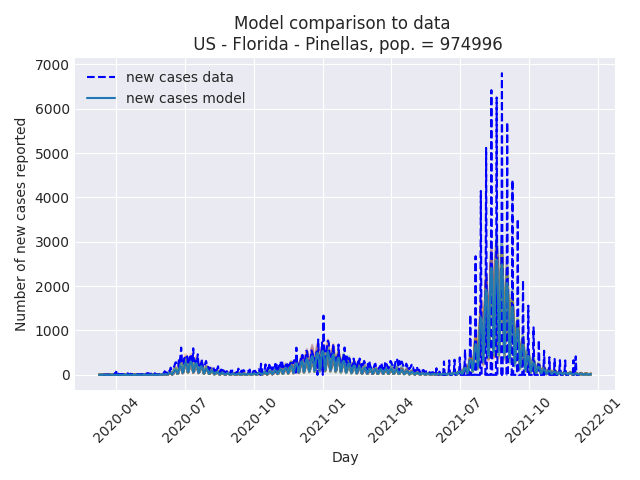 Model comparison to data
US - Florida - Pinellas, pop. = 974996
7000
6000
5000
4000
3000
2000
1000
0
Number of new cases reported
new cases data
new cases model
2020-04
2020-07
2020-10
2021-01
2021-04
2021-07
2021-10
2022-01
Day